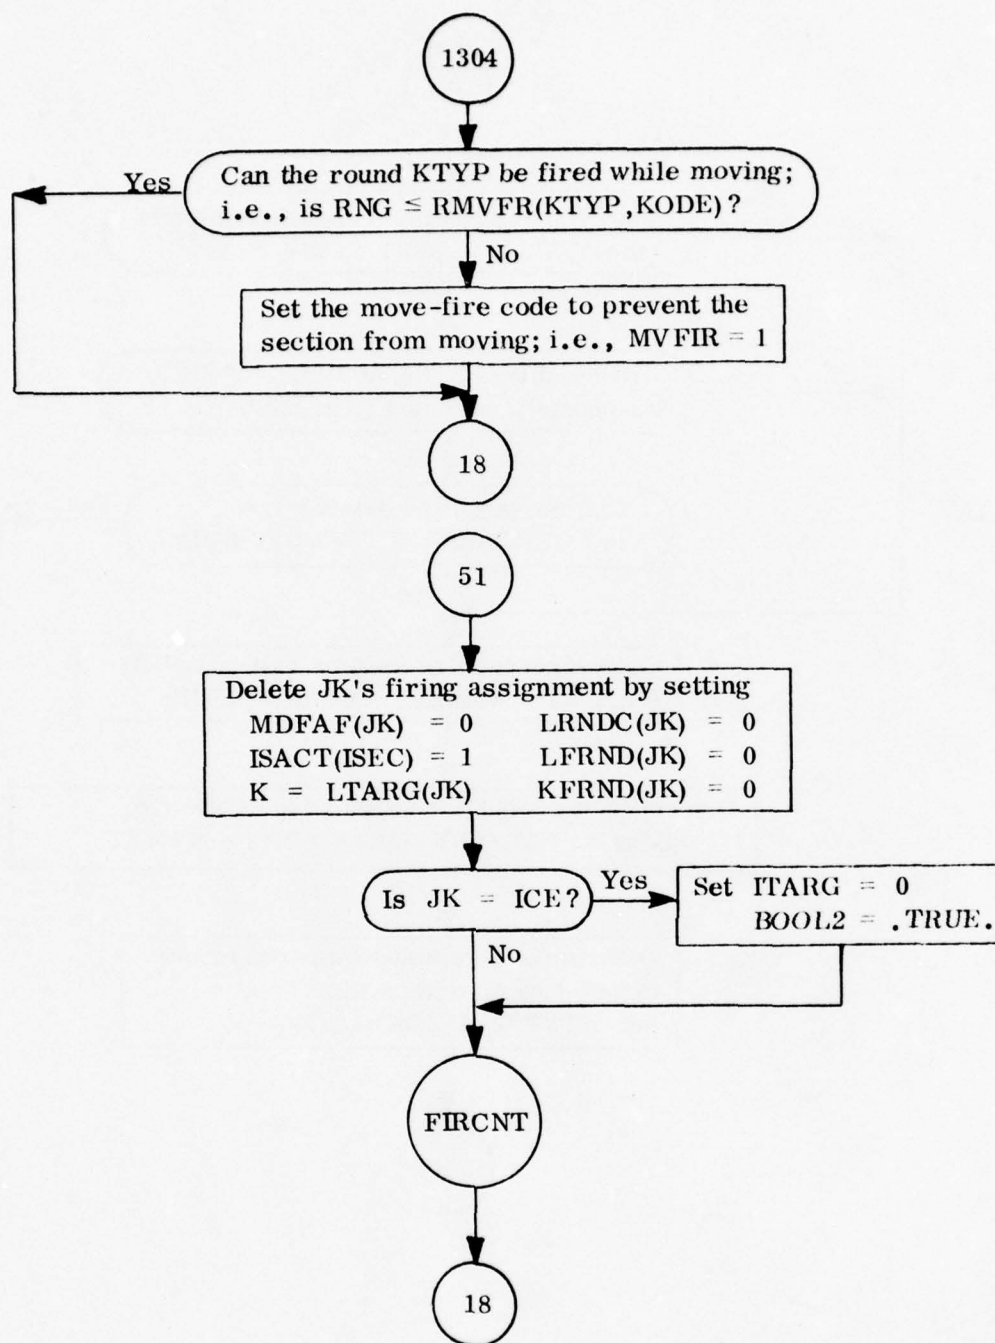 1304
Can the round KTYP be fired while moving;
i.e., is RNG ≤ RMVFR(KTYP,KODE)?
Yes
No
Set the move-fire code to prevent the
section from moving; i.e., MVFIR = 1
18
51
Delete JK's firing assignment by setting
MDFAF(JK) = 0 LRNDC(JK) = 0
ISACT(ISEC) = 1 LFRND(JK) = 0
K = LTARG(JK) KFRND(JK) = 0
Is JK = ICE?
Yes
Set ITARG = 0
BOOL2 = .TRUE.
No
FIRCNT
18